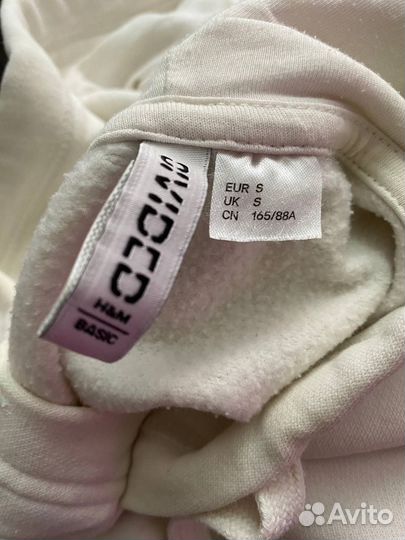 DIVIDED
H&M
BASIC
EUR S
UK S
CN 165/88A
Avito